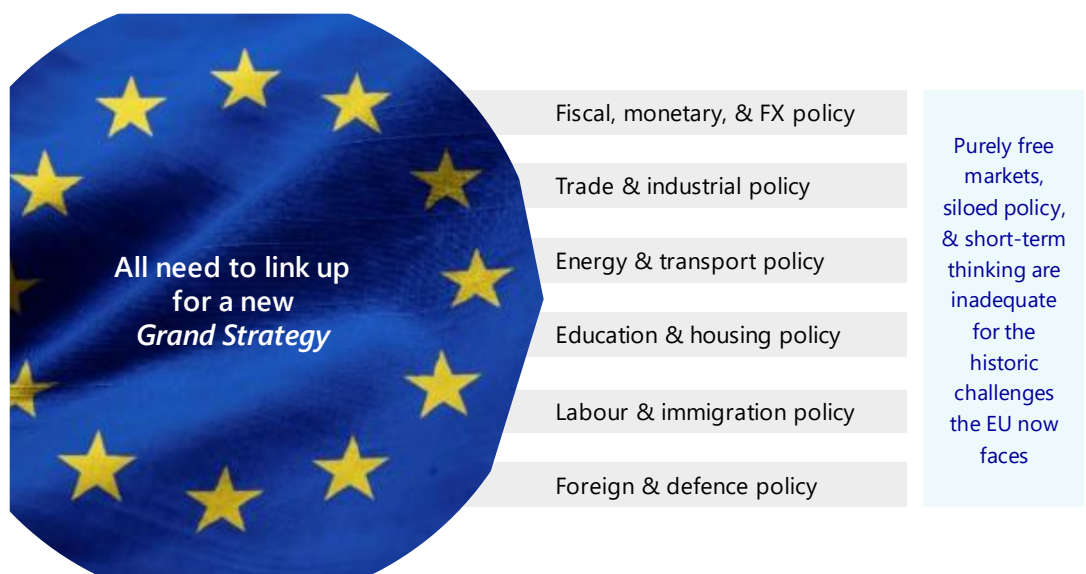 All need to link up
for a new
Grand Strategy
Fiscal, monetary, & FX policy
Trade & industrial policy
Energy & transport policy
Education & housing policy
Labour & immigration policy
Foreign & defence policy
Purely free
markets,
siloed policy,
& short-term
thinking are
inadequate
for the
historic
challenges
the EU now
faces